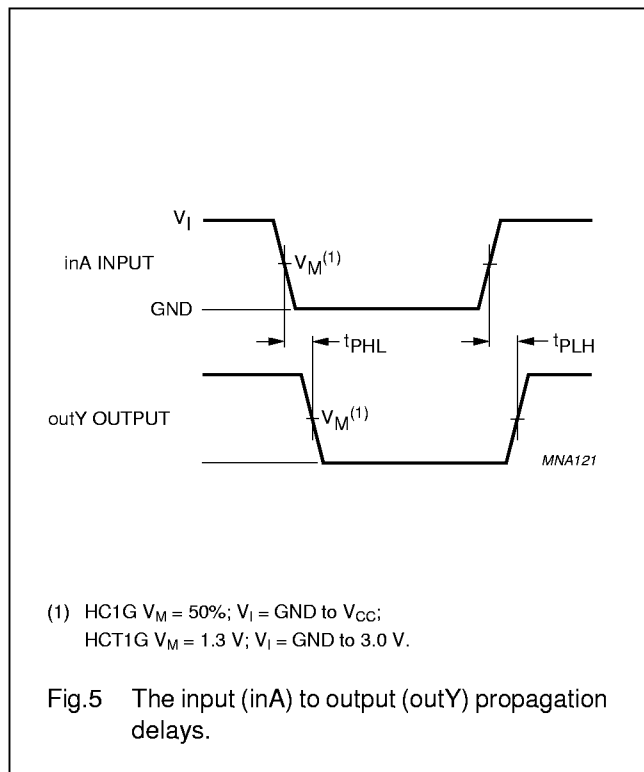 V_I
inA INPUT
V_M(1)
GND
t_PHL
t_PLH
outY OUTPUT
V_M(1)
MNA121
(1) HC1G V_M = 50%; V_I = GND to V_CC;
HCT1G V_M = 1.3 V; V_I = GND to 3.0 V.
Fig.5 The input (inA) to output (outY) propagation
delays.